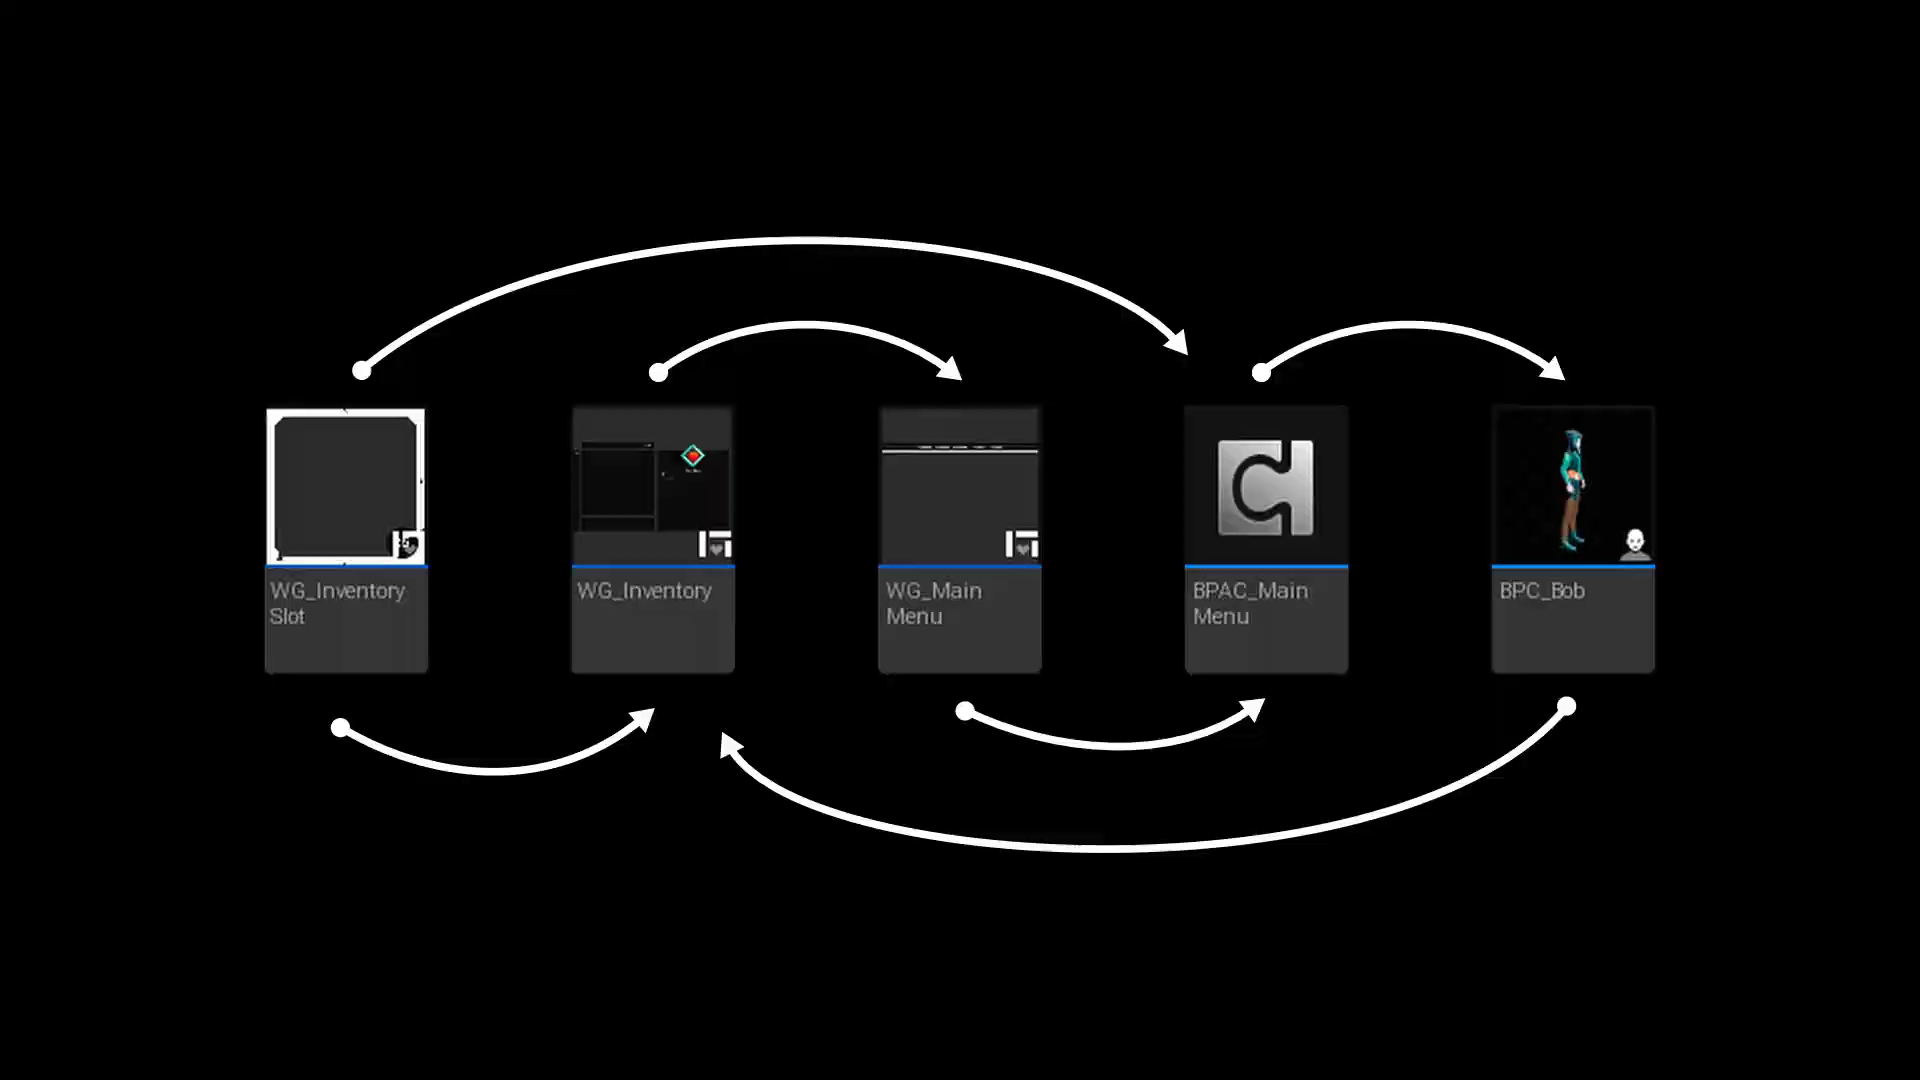 WG_Inventory
Slot
WG_Inventory
WG_Main
Menu
BPAC_Main
Menu
BPC_Bob